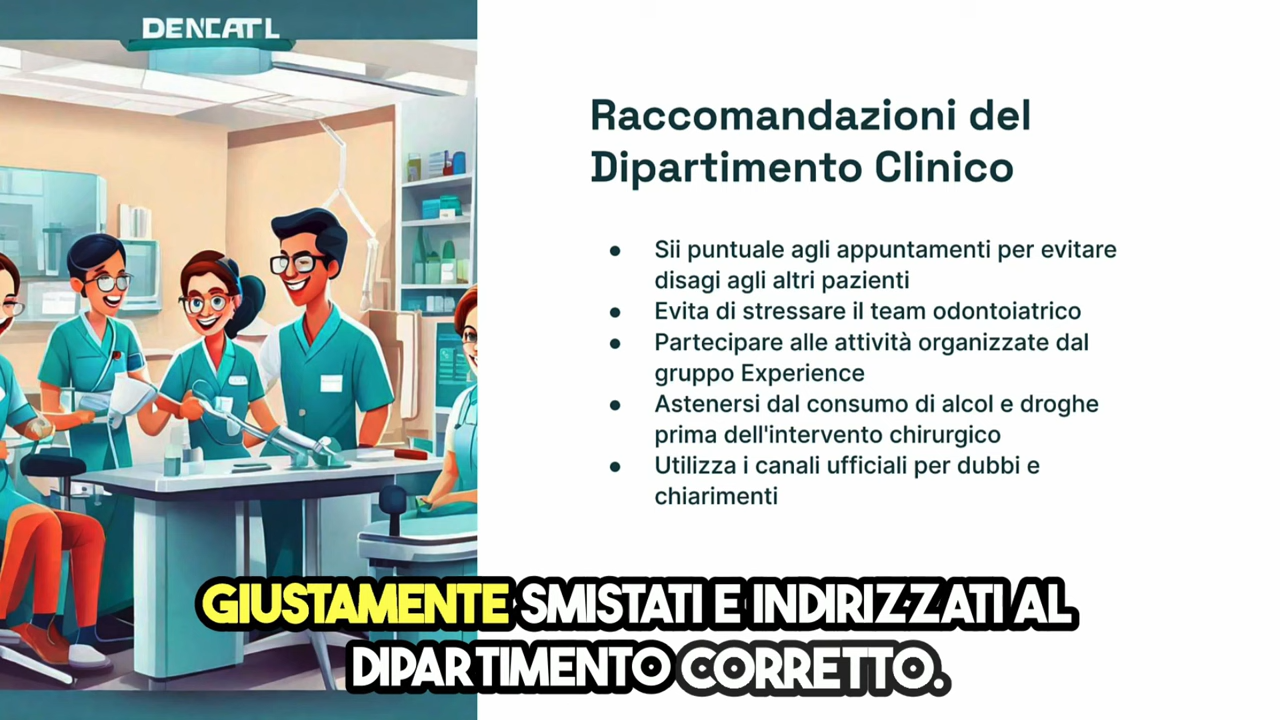 DENCATL
Raccomandazioni del
Dipartimento Clinico
● Sii puntuale agli appuntamenti per evitare
disagi agli altri pazienti
● Evita di stressare il team odontoiatrico
● Partecipare alle attività organizzate dal
gruppo Experience
● Astenersi dal consumo di alcol e droghe
prima dell'intervento chirurgico
● Utilizza i canali ufficiali per dubbi e
chiarimenti
GIUSTAMENTE SMISTATI E INDIRIZZATI AL
DIPARTIMENTO CORRETTO.